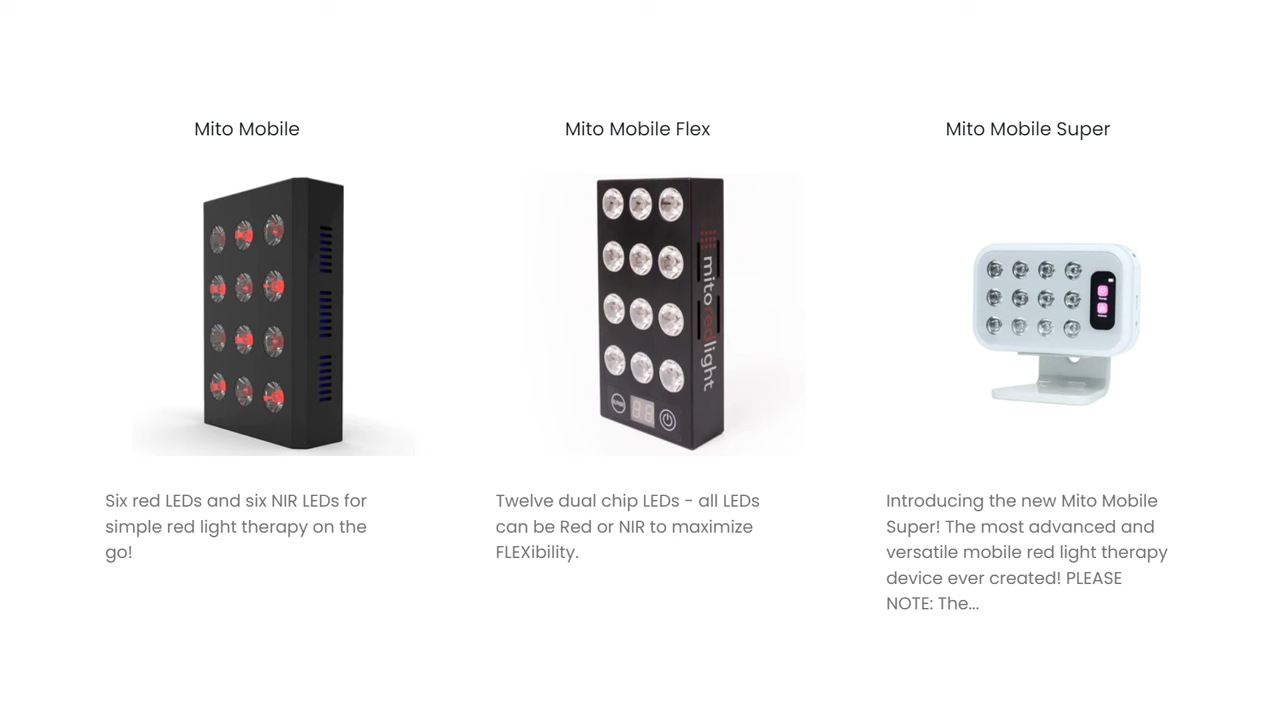 Mito Mobile
Mito Mobile Flex
Mito Mobile Super
mitoredlight
Six red LEDs and six NIR LEDs for
simple red light therapy on the
go!
Twelve dual chip LEDs - all LEDs
can be Red or NIR to maximize
FLEXibility.
Introducing the new Mito Mobile
Super! The most advanced and
versatile mobile red light therapy
device ever created! PLEASE
NOTE: The...